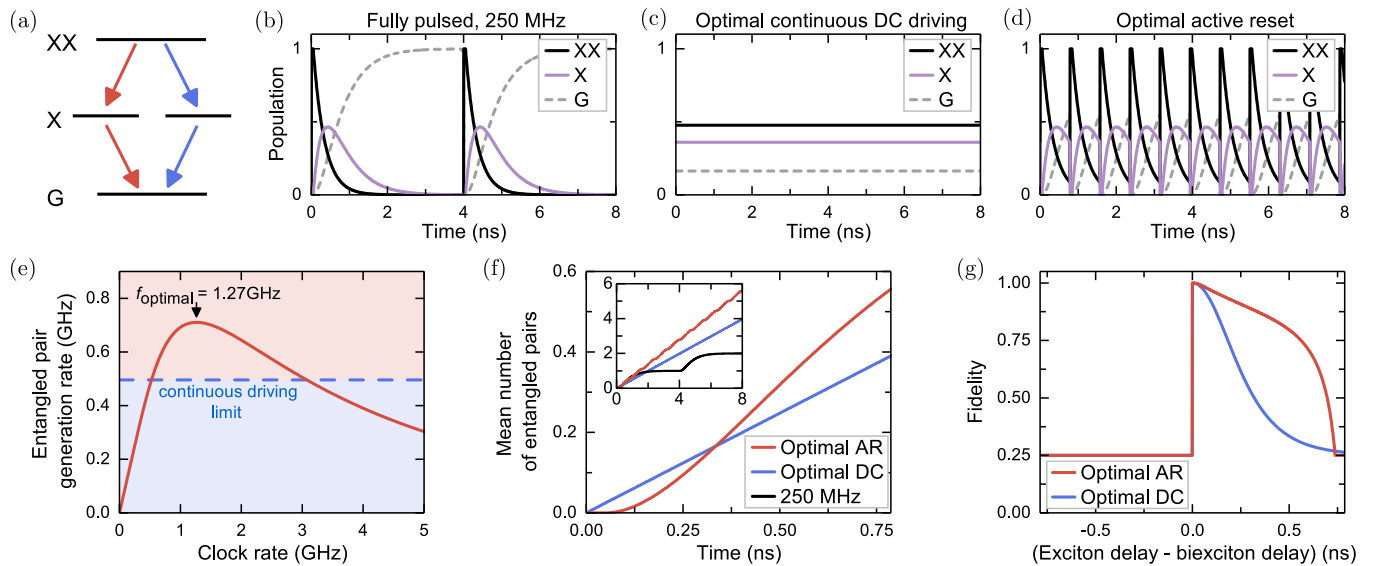 (a)
XX
X
G
(b)
Fully pulsed, 250 MHz
1
Population
0
XX
X
G
0 2 4 6 8
Time (ns)
(c)
Optimal continuous DC driving
1
0
XX
X
G
0 2 4 6 8
Time (ns)
(d)
Optimal active reset
1
0
XX
X
G
0 2 4 6 8
Time (ns)
(e)
Entangled pair
generation rate (GHz)
0.8
0.6
0.4
0.2
0.0
foptimal = 1.27GHz
continuous driving
limit
0 1 2 3 4 5
Clock rate (GHz)
(f)
Mean number
of entangled pairs
0.6
0.4
0.2
0.0
6
4
2
0
0 4 8
Optimal AR
Optimal DC
250 MHz
0.00 0.25 0.50 0.75
Time (ns)
(g)
Fidelity
1.00
0.75
0.50
0.25
0.00
Optimal AR
Optimal DC
-0.5 0.0 0.5
(Exciton delay - biexciton delay) (ns)